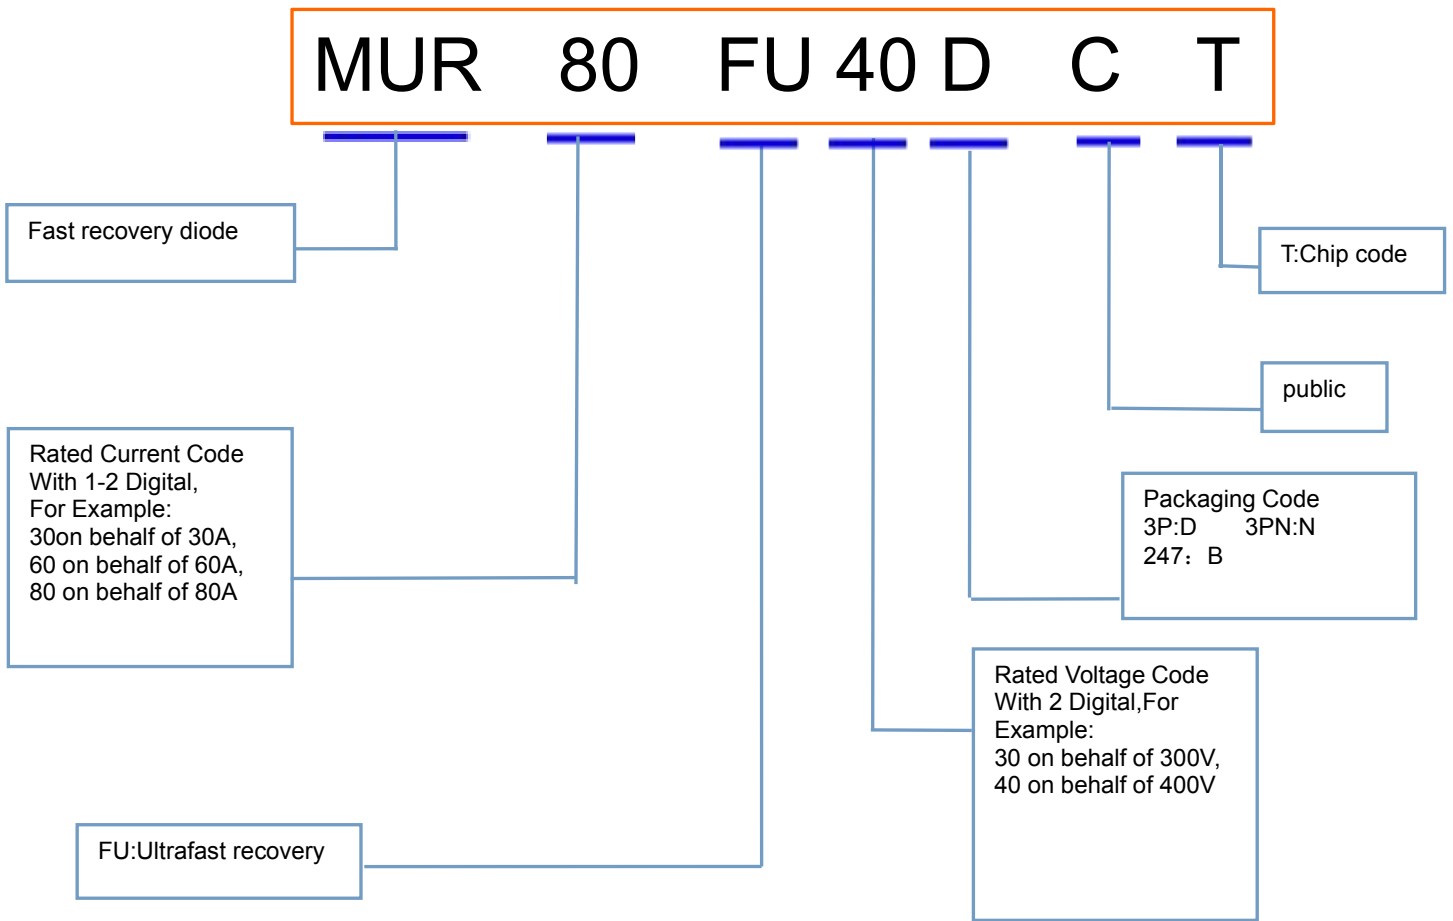 MUR 80 FU 40 D C T
Fast recovery diode
T:Chip code
public
Rated Current Code
With 1-2 Digital,
For Example:
30on behalf of 30A,
60 on behalf of 60A,
80 on behalf of 80A
Packaging Code
3P:D 3PN:N
247：B
Rated Voltage Code
With 2 Digital,For
Example:
30 on behalf of 300V,
40 on behalf of 400V
FU:Ultrafast recovery